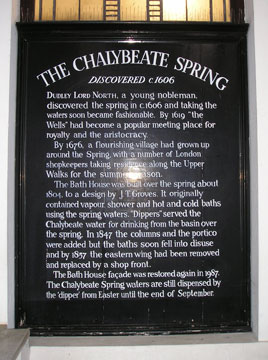 THE CHALYBEATE SPRING
DISCOVERED c1606
DUDLEY LORD NORTH, a young nobleman,
discovered the spring in c1606 and taking the
waters soon became fashionable. By 1619 "the
Wells" had become a popular meeting place for
royalty and the aristocracy.
By 1676, a flourishing village had grown up
around the Spring, with a number of London
shopkeepers taking residence along the Upper
Walks for the summer season.
The Bath House was built over the spring about
1804, to a design by J T Groves. It originally
contained vapour shower and hot and cold baths
using the spring waters. "Dippers" served the
Chalybeate water for drinking from the basin over
the spring. In 1847 the columns and the portico
were added but the baths soon fell into disuse
and by 1857 the eastern wing had been removed
and replaced by a shop front.
The Bath House façade was restored again in 1987.
The Chalybeate Spring waters are still dispensed by
the 'dipper' from Easter until the end of September.